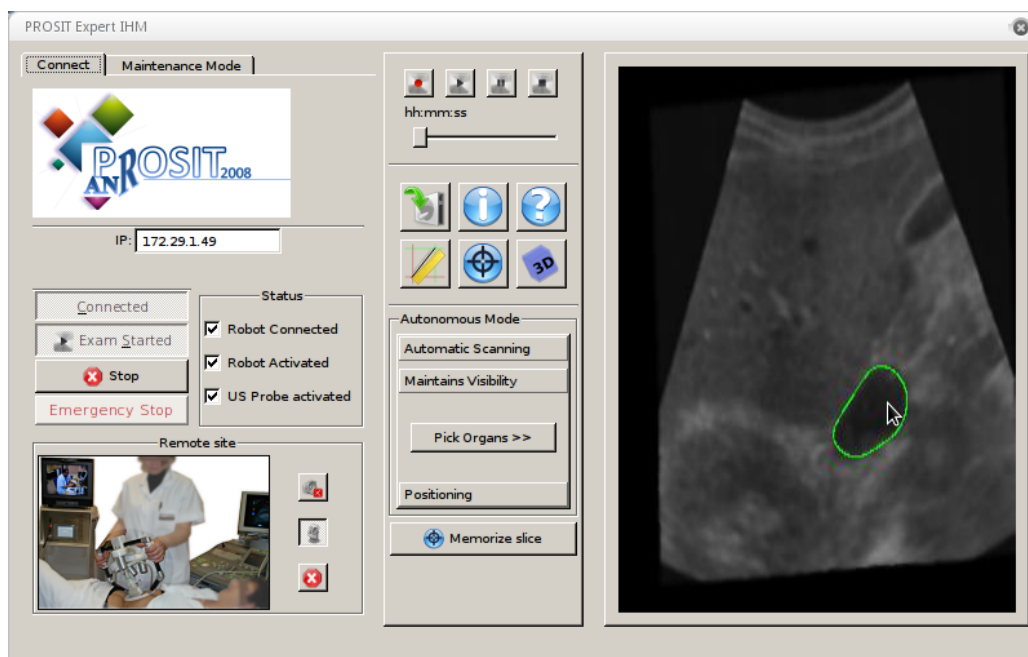 PROSIT Expert IHM
Connect
Maintenance Mode
PROSIT 2008
ANR
IP: 172.29.1.49
Connected
Exam Started
Stop
Emergency Stop
Status
Robot Connected
Robot Activated
US Probe activated
Remote site
hh:mm:ss
3D
Autonomous Mode
Automatic Scanning
Maintains Visibility
Pick Organs >>
Positioning
Memorize slice